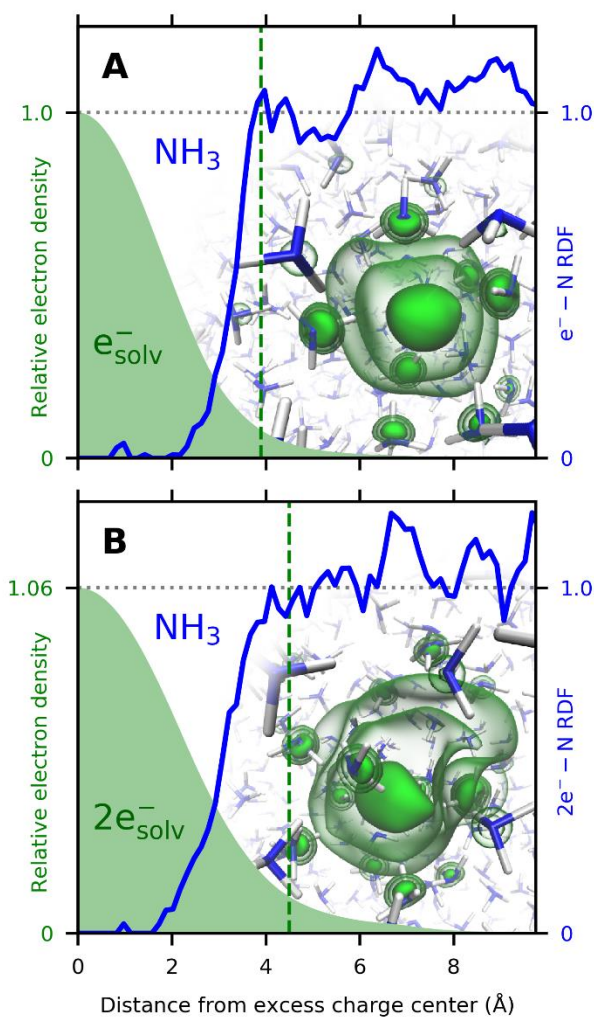 A
1.0
NH₃
1.0
Relative electron density
e⁻solv
e⁻ – N RDF
0
0
B
1.06
NH₃
1.0
Relative electron density
2e⁻solv
2e⁻ – N RDF
0
0
0 2 4 6 8
Distance from excess charge center (Å)